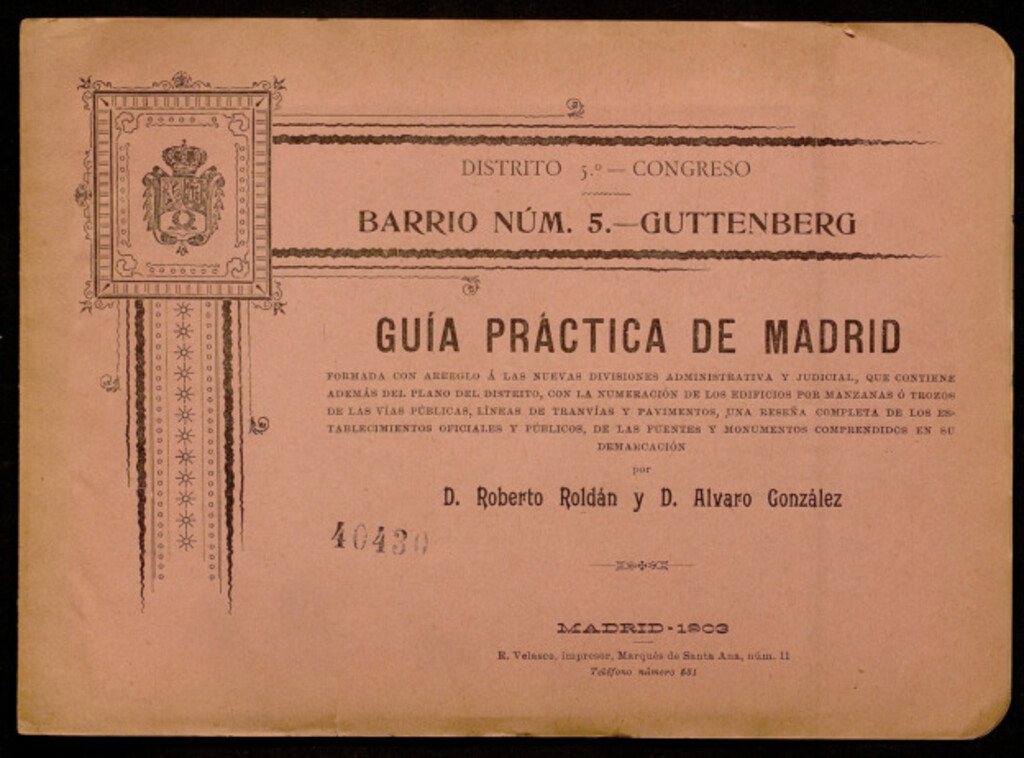 DISTRITO 5.º — CONGRESO
BARRIO NÚM. 5.—GUTTENBERG
GUÍA PRÁCTICA DE MADRID
FORMADA CON ARREGLO Á LAS NUEVAS DIVISIONES ADMINISTRATIVA Y JUDICIAL, QUE CONTIENE
ADEMÁS DEL PLANO DEL DISTRITO, CON LA NUMERACIÓN DE LOS EDIFICIOS POR MANZANAS Ó TROZOS
DE LAS VÍAS PÚBLICAS, LÍNEAS DE TRANVÍAS Y PAVIMENTOS, UNA RESEÑA COMPLETA DE LOS ES-
TABLECIMIENTOS OFICIALES Y PÚBLICOS, DE LAS FUENTES Y MONUMENTOS COMPRENDIDOS EN SU
DEMARCACIÓN
por
D. Roberto Roldán y D. Alvaro González
40430
MADRID-1903
R. Velasco, impresor, Marqués de Santa Ana, núm. 11
Teléfono número 551